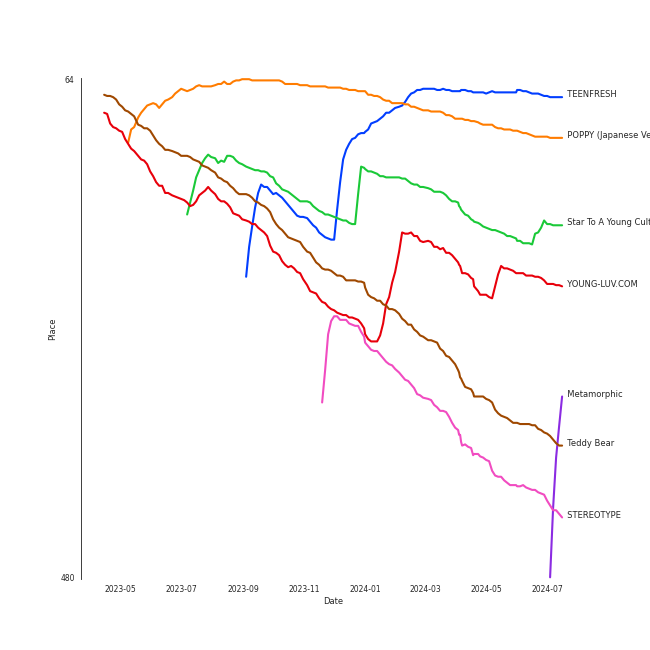 64
TEENFRESH
POPPY (Japanese Ve
Star To A Young Cult
YOUNG-LUV.COM
Place
Metamorphic
Teddy Bear
STEREOTYPE
480
2023-05 2023-07 2023-09 2023-11 2024-01 2024-03 2024-05 2024-07
Date